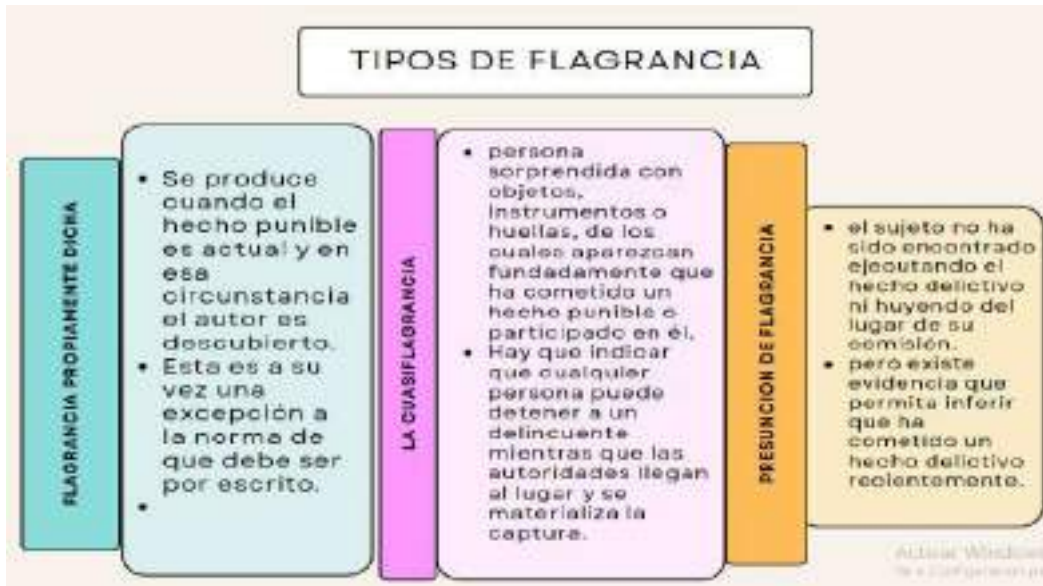 TIPOS DE FLAGRANCIA
FLAGRANCIA PROPIAMENTE DICHA
• Se produce
cuando el
hecho punible
es actual y en
esa
circunstancia
el autor es
descubierto.
• Esta es a su
vez una
excepción a
la norma de
que debe ser
por escrito.
•
LA CUASIFLAGRANCIA
• persona
sorprendida con
objetos,
instrumentos o
huellas, de los
cuales aparezcan
fundadamente que
ha cometido un
hecho punible o
participado en él.
• Hay que indicar
que cualquier
persona puede
detener a un
delincuente
mientras que las
autoridades llegan
al lugar y se
materializa la
captura.
PRESUNCION DE FLAGRANCIA
• el sujeto no ha
sido encontrado
ejecutando el
hecho delictivo
ni huyendo del
lugar de su
comisión.
• pero existe
evidencia que
permita inferir
que ha
cometido un
hecho delictivo
recientemente.
Activar Windows